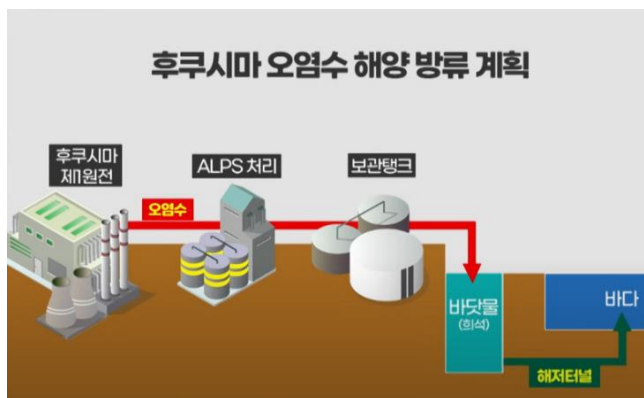 후쿠시마 오염수 해양 방류 계획
후쿠시마
제1원전
ALPS 처리
보관탱크
오염수
바닷물
(희석)
바다
해저터널